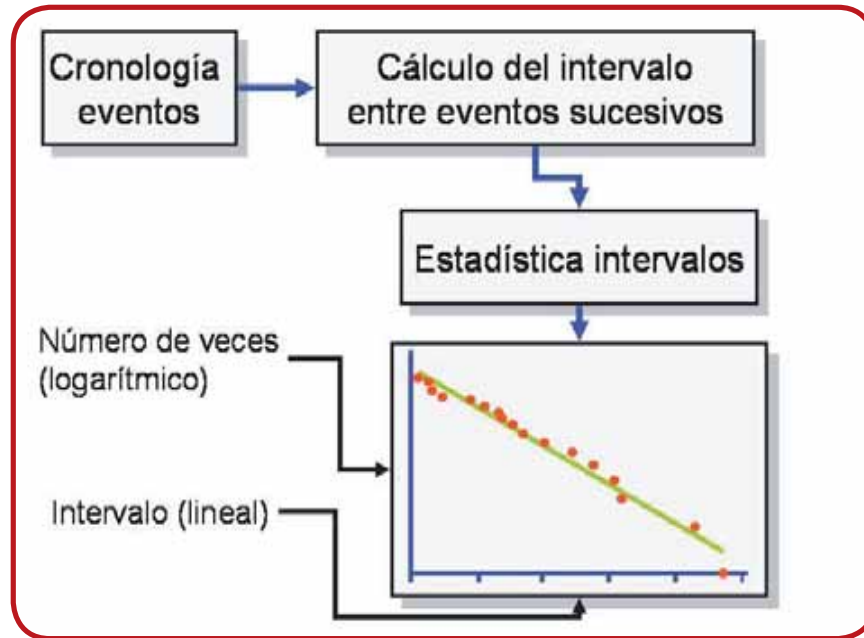 Cronología
eventos
Cálculo del intervalo
entre eventos sucesivos
Estadística intervalos
Número de veces
(logarítmico)
Intervalo (lineal)